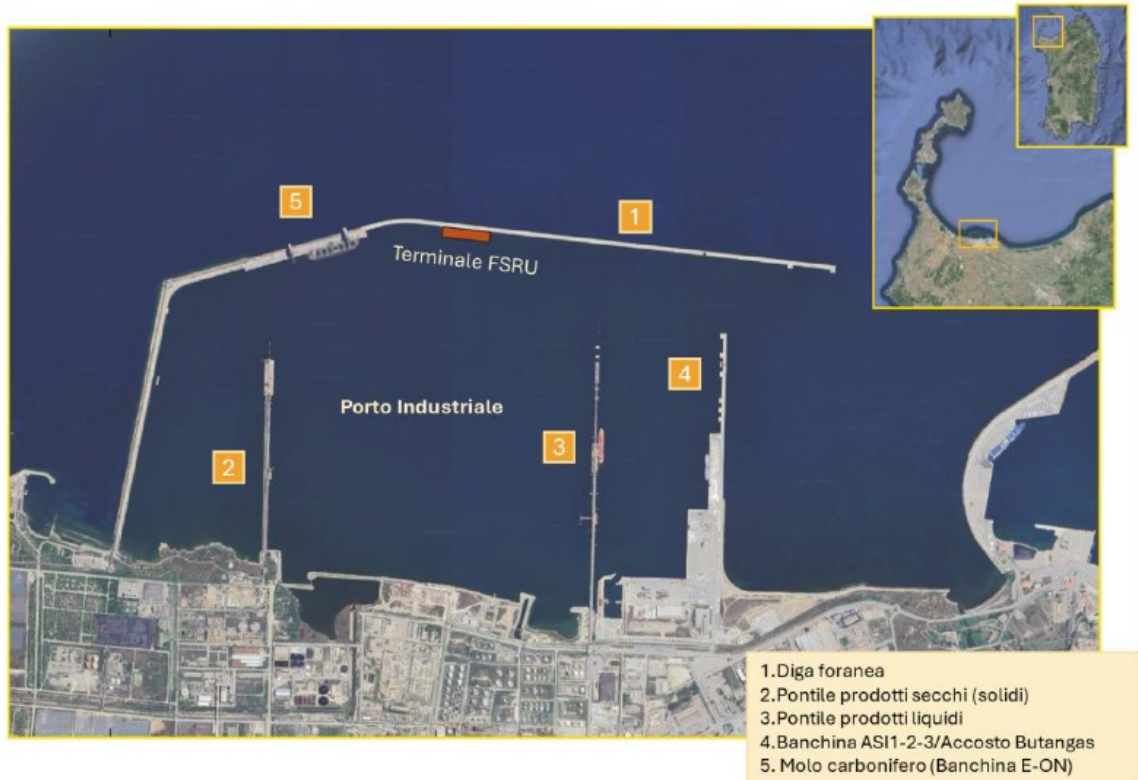 5
1
Terminale FSRU
4
Porto Industriale
3
2
1.Diga foranea
2.Pontile prodotti secchi (solidi)
3.Pontile prodotti liquidi
4.Banchina ASI1-2-3/Accosto Butangas
5. Molo carbonifero (Banchina E-ON)